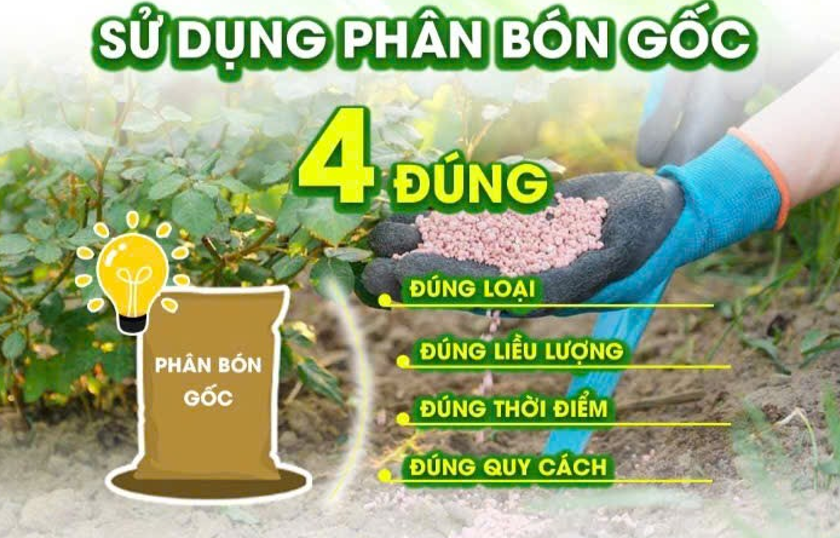 SỬ DỤNG PHÂN BÓN GỐC
4 ĐÚNG
PHÂN BÓN
GỐC
ĐÚNG LOẠI
ĐÚNG LIỀU LƯỢNG
ĐÚNG THỜI ĐIỂM
ĐÚNG QUY CÁCH